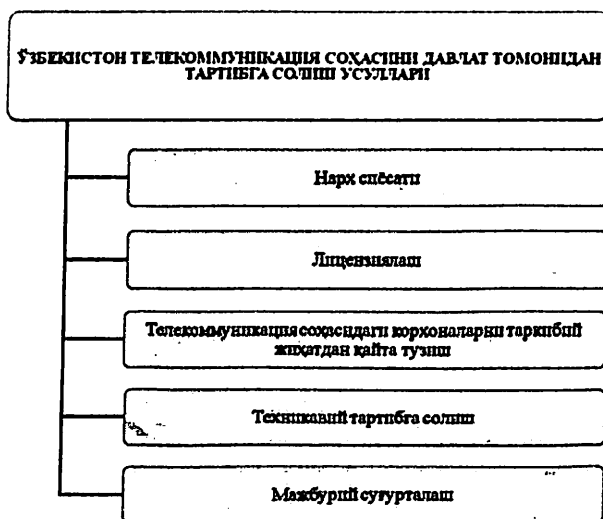 ЎЗБЕКИСТОН ТЕЛЕКОММУНИКАЦИЯ СОҲАСИНИ ДАВЛАТ ТОМОНИДАН
ТАРТИБГА СОЛИШ УСУЛЛАРИ
Нарх сиёсати
Лицензиялаш
Телекоммуникация соҳасидаги корхоналарни таркибий
жиҳатдан қайта тузиш
Техникавий тартибга солиш
Мажбурий суғурталаш